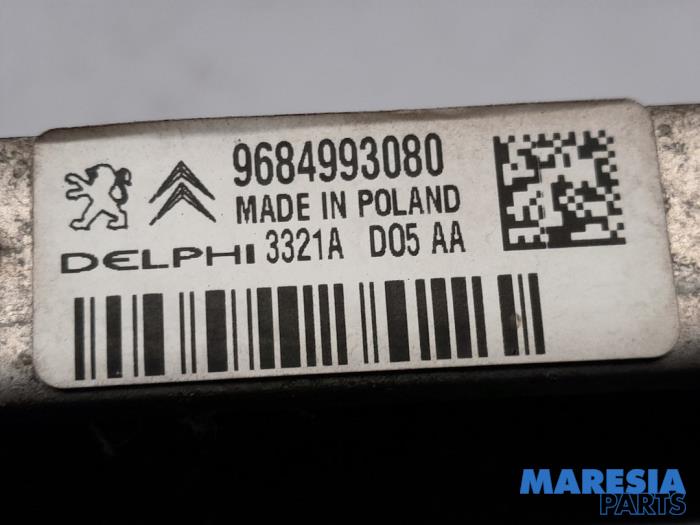 9684993080
MADE IN POLAND
DELPHI 3321A D05 AA
MARESIA
PARTS